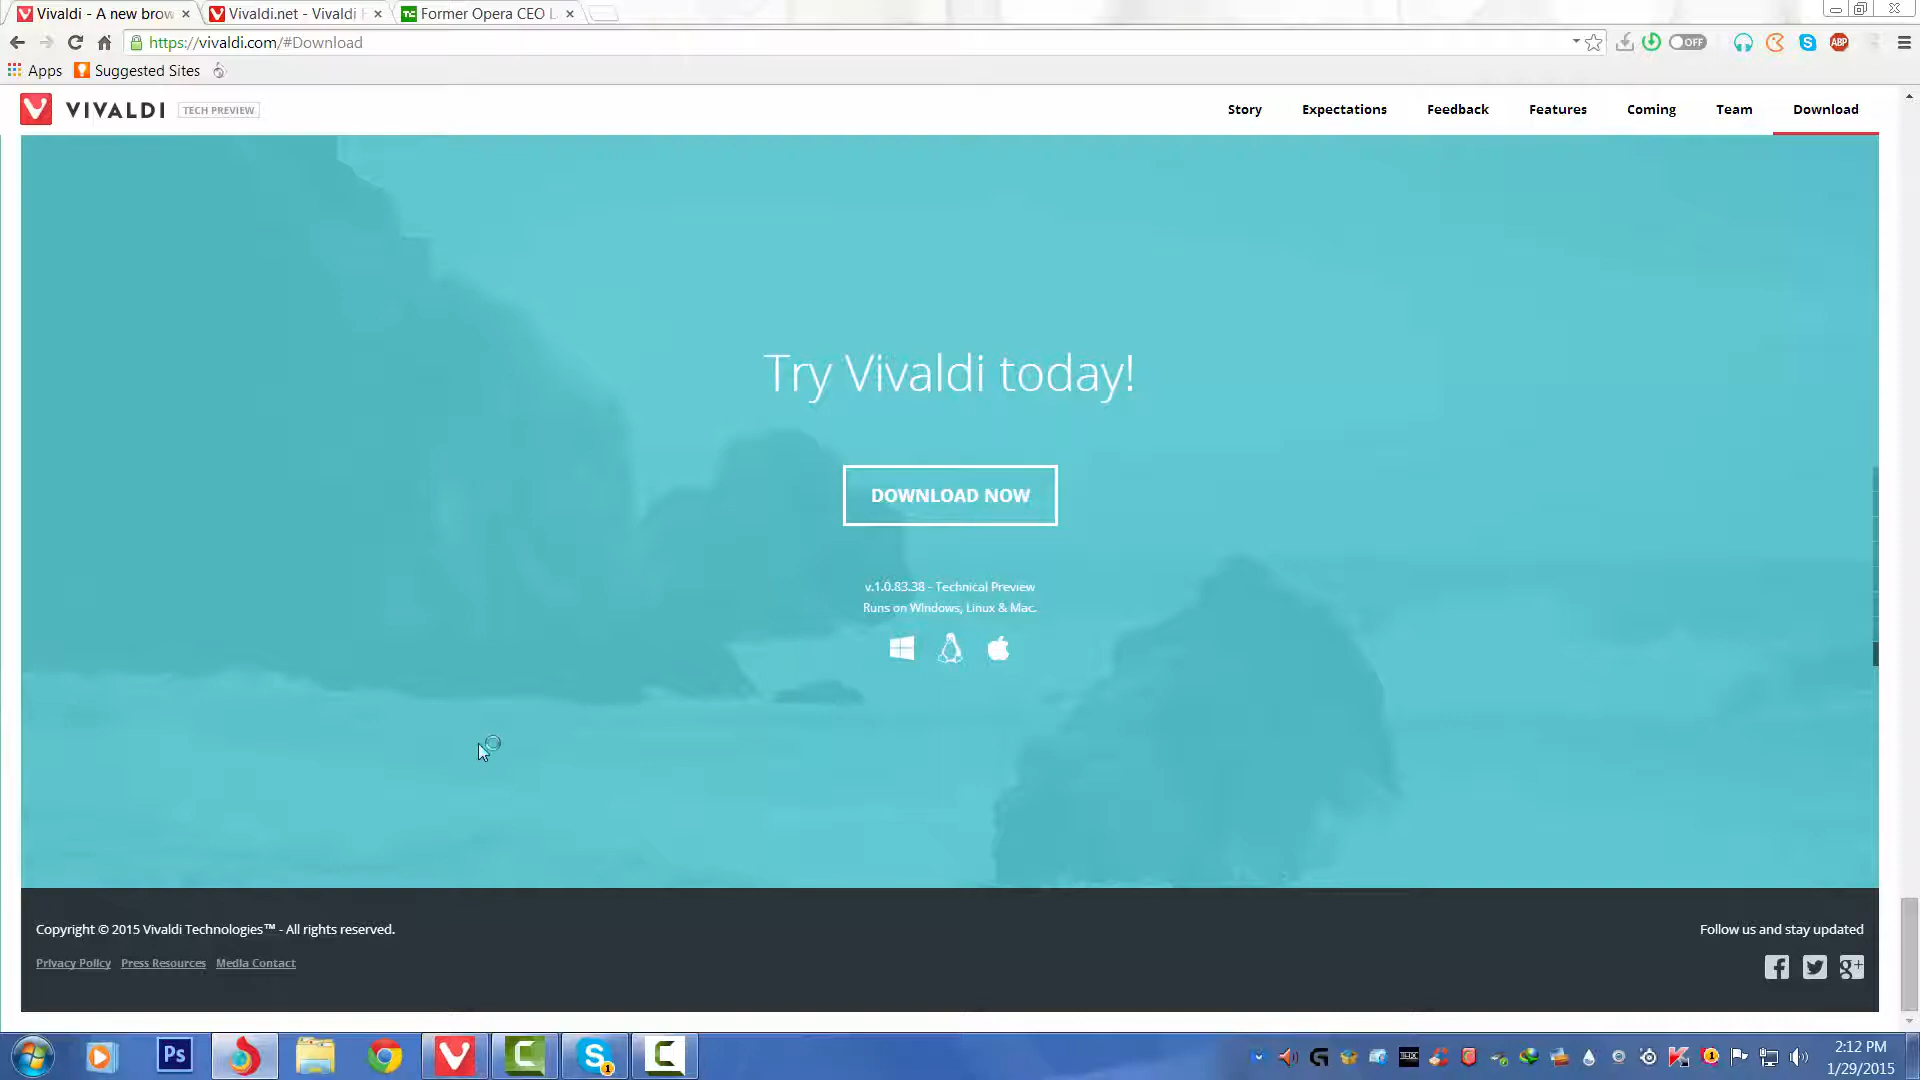 Vivaldi - A new brow
Vivaldi.net - Vivaldi
Former Opera CEO L
https://vivaldi.com/#Download
OFF
ABP
Apps
Suggested Sites
VIVALDI
TECH PREVIEW
Story
Expectations
Feedback
Features
Coming
Team
Download
Try Vivaldi today!
DOWNLOAD NOW
v.1.0.83.38 - Technical Preview
Runs on Windows, Linux & Mac.
Copyright © 2015 Vivaldi Technologies™ - All rights reserved.
Follow us and stay updated
Privacy Policy
Press Resources
Media Contact
Ps
2:12 PM
1/29/2015